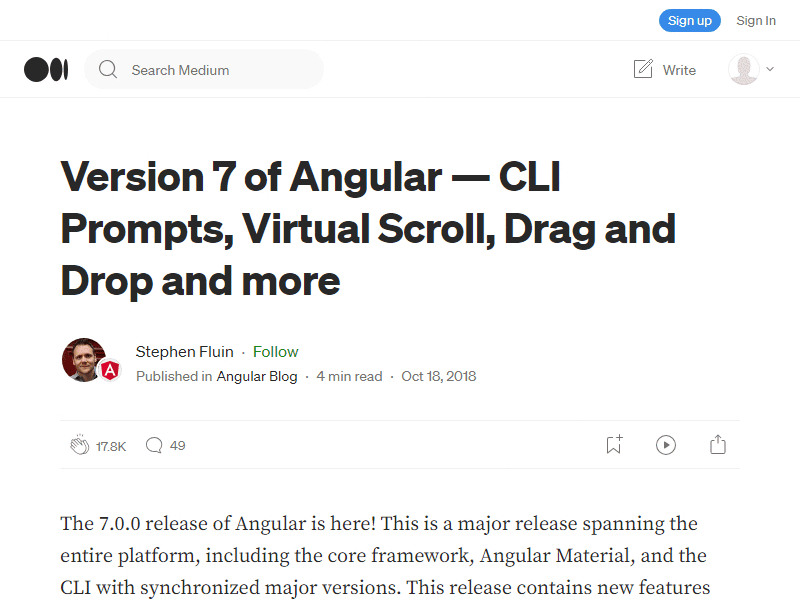 Sign up Sign In
Search Medium Write
Version 7 of Angular — CLI
Prompts, Virtual Scroll, Drag and
Drop and more
Stephen Fluin · Follow
Published in Angular Blog · 4 min read · Oct 18, 2018
17.8K 49
The 7.0.0 release of Angular is here! This is a major release spanning the
entire platform, including the core framework, Angular Material, and the
CLI with synchronized major versions. This release contains new features